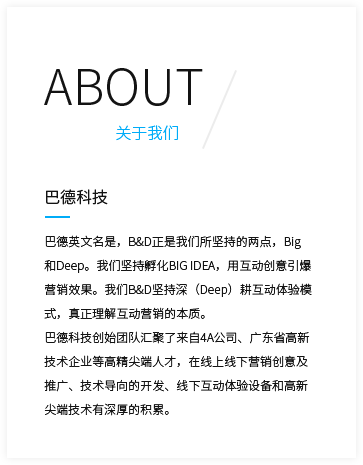 ABOUT
关于我们
巴德科技
巴德英文名是，B&D正是我们所坚持的两点，Big
和Deep。我们坚持孵化BIG IDEA，用互动创意引爆
营销效果。我们B&D坚持深（Deep）耕互动体验模
式，真正理解互动营销的本质。
巴德科技创始团队汇聚了来自4A公司、广东省高新
技术企业等高精尖端人才，在线上线下营销创意及
推广、技术导向的开发、线下互动体验设备和高新
尖端技术有深厚的积累。